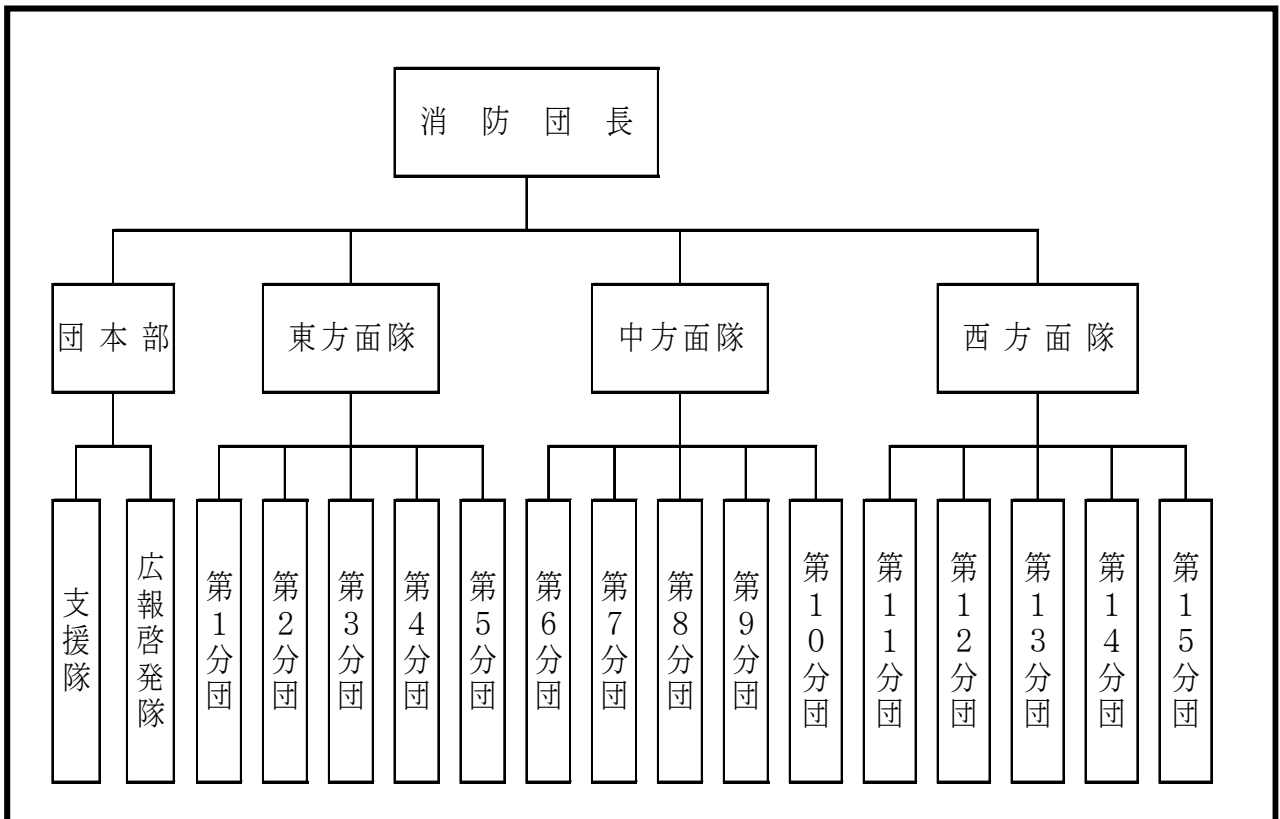 消防団長
団本部
東方面隊
中方面隊
西方面隊
支援隊
広報啓発隊
第1分団
第2分団
第3分団
第4分団
第5分団
第6分団
第7分団
第8分団
第9分団
第10分団
第11分団
第12分団
第13分団
第14分団
第15分団